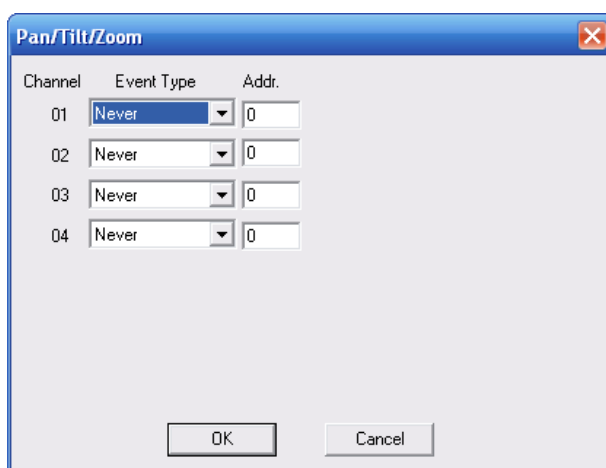 Pan/Tilt/Zoom
Channel Event Type Addr.
01 Never 0
02 Never 0
03 Never 0
04 Never 0
OK Cancel